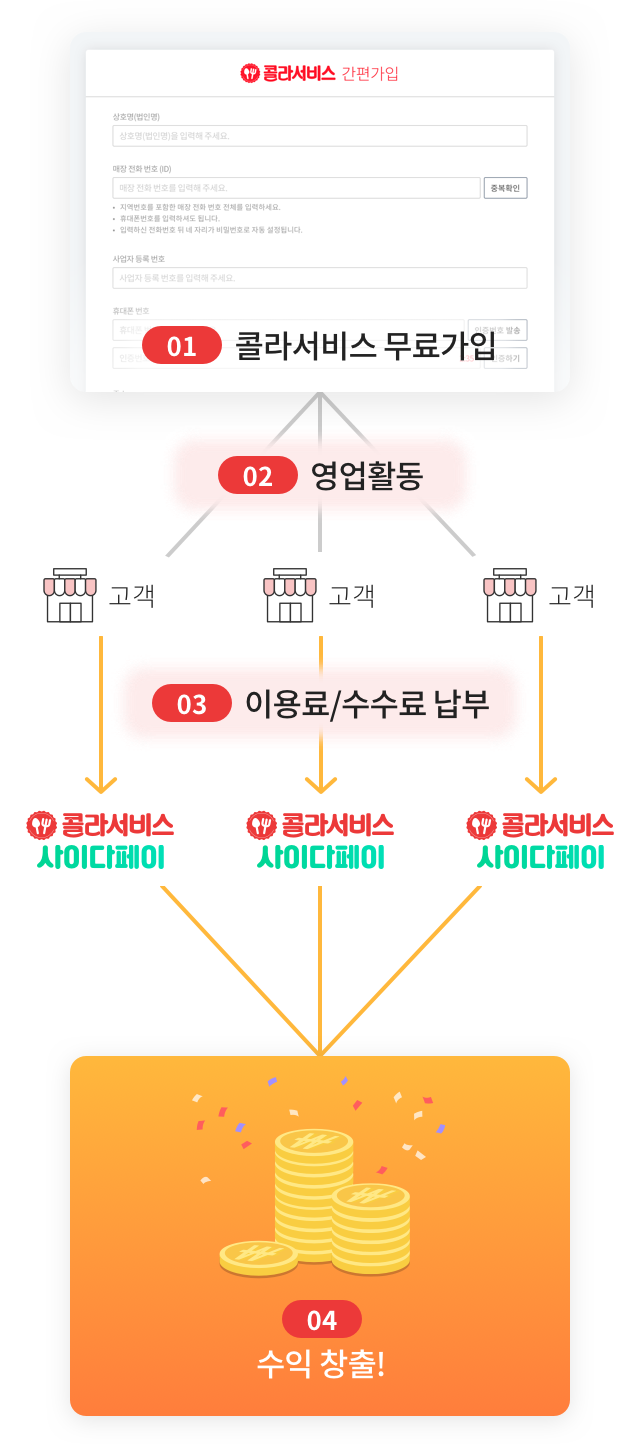 콜라서비스 간편가입
상호명(법인명)
상호명(법인명)을 입력해 주세요.
매장 전화 번호 (ID)
매장 전화 번호를 입력해 주세요.
중복확인
• 지역번호를 포함한 매장 전화 번호 전체를 입력하세요.
• 휴대폰번호를 입력하셔도 됩니다.
• 입력하신 전화번호 뒤 네 자리가 비밀번호로 자동 설정됩니다.
사업자 등록 번호
사업자 등록 번호를 입력해 주세요.
휴대폰 번호
휴대폰
인증번호 발송
01 콜라서비스 무료가입
02 영업활동
고객 고객 고객
03 이용료/수수료 납부
콜라서비스 콜라서비스 콜라서비스
사이다페이 사이다페이 사이다페이
04
수익 창출!